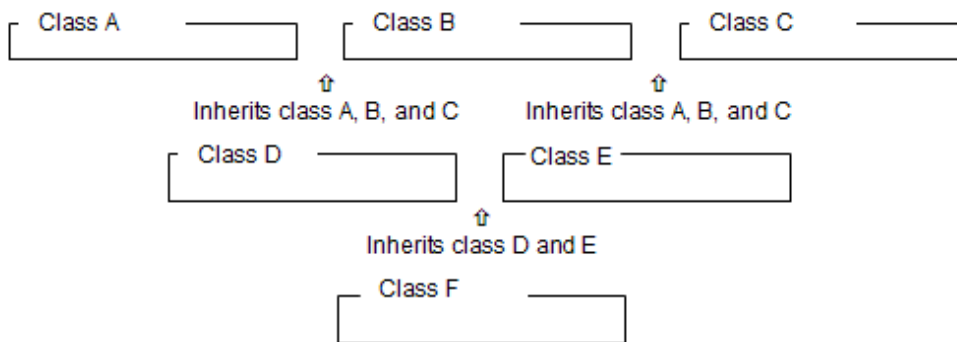 Class A Class B Class C
Inherits class A, B, and C Inherits class A, B, and C
Class D Class E
Inherits class D and E
Class F